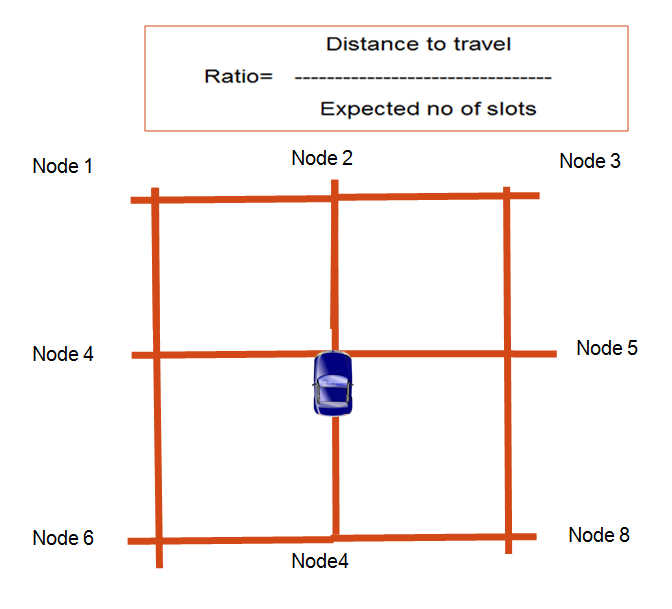 Distance to travel
Ratio= --------------------------------
Expected no of slots
Node 1
Node 2
Node 3
Node 4
Node 5
Node 6
Node4
Node 8